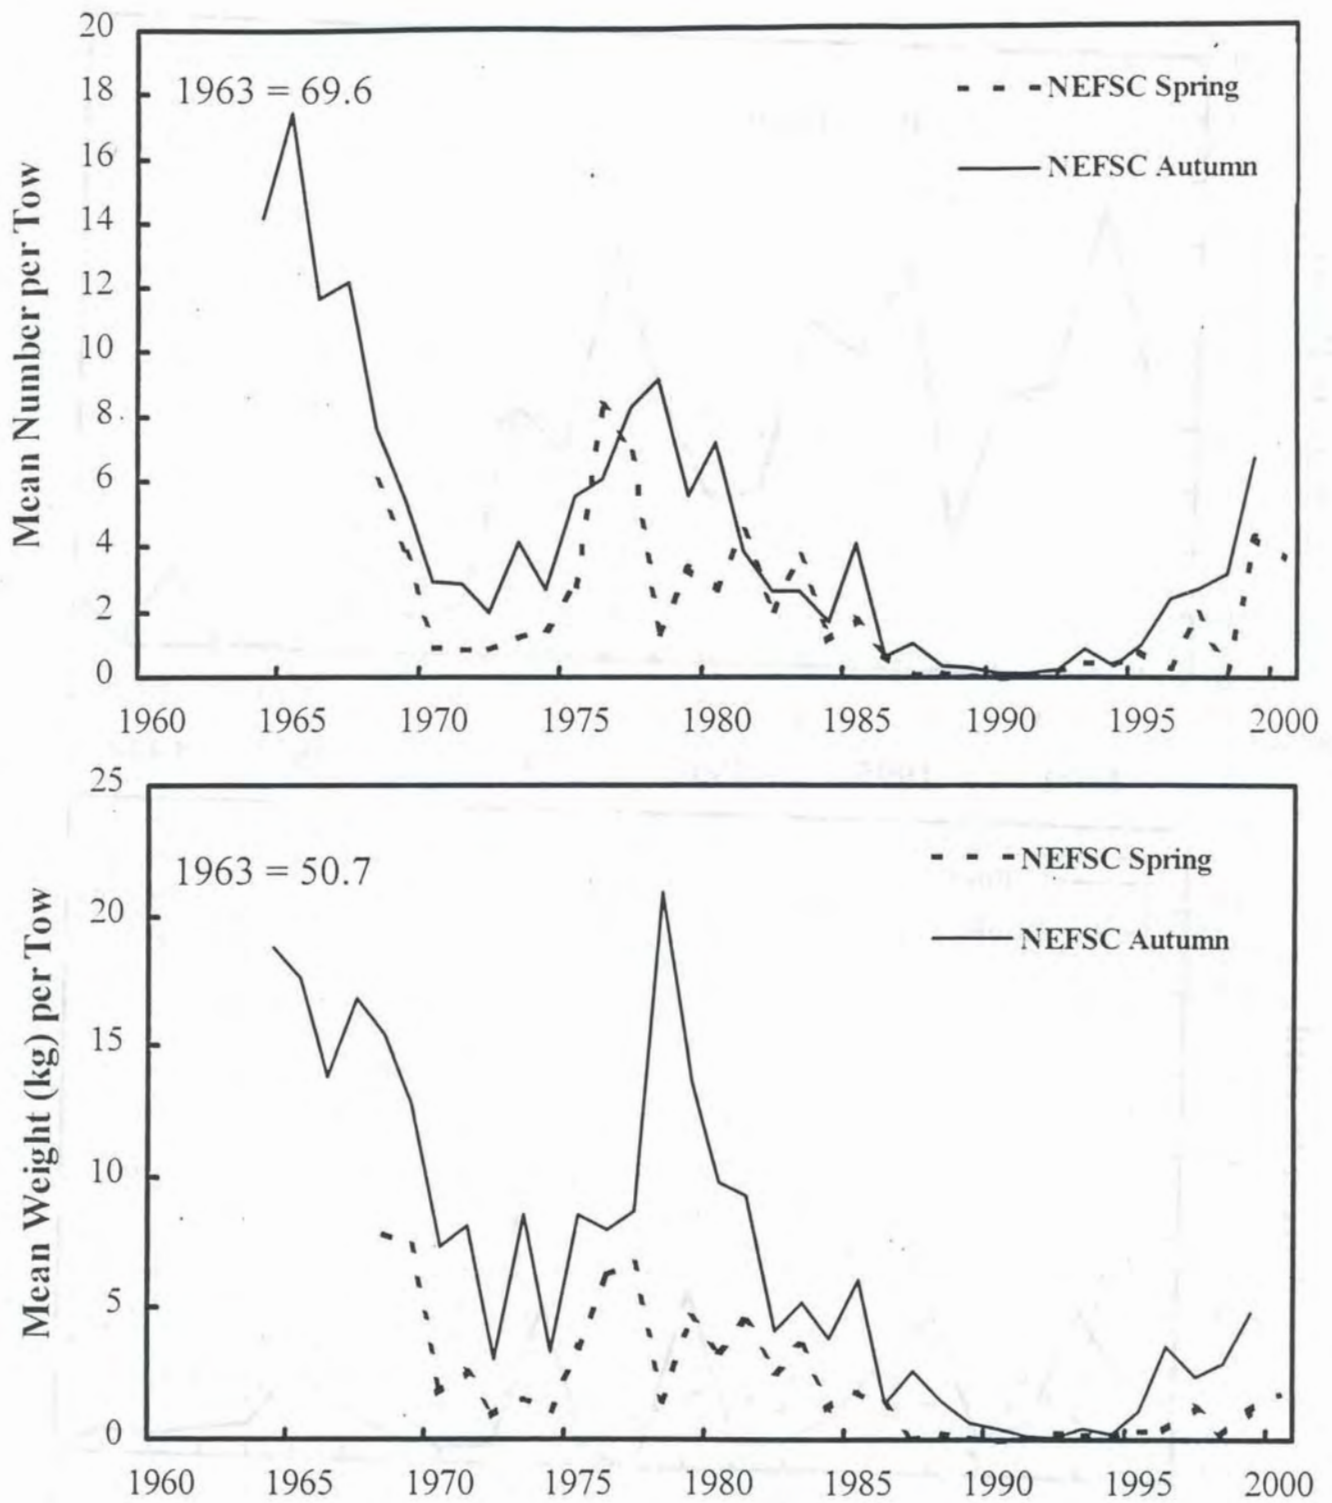 20
1963 = 69.6
NEFSC Spring
18
NEFSC Autumn
16
14
12
10
8
6
4
2
0
Mean Number per Tow
1960 1965 1970 1975 1980 1985 1990 1995 2000
25
1963 = 50.7
NEFSC Spring
20
NEFSC Autumn
15
10
5
0
Mean Weight (kg) per Tow
1960 1965 1970 1975 1980 1985 1990 1995 2000